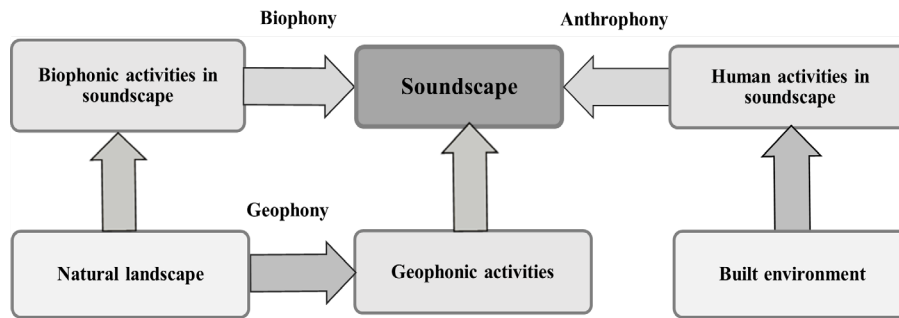 Biophony
Anthrophony
Biophonic activities in
soundscape
Soundscape
Human activities in
soundscape
Geophony
Natural landscape
Geophonic activities
Built environment